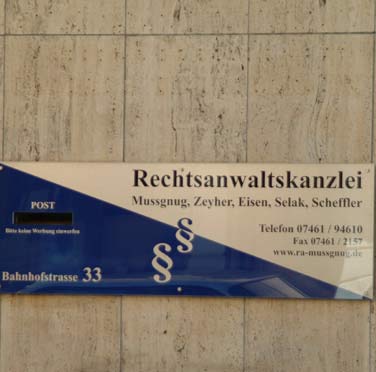 Rechtsanwaltskanzlei
Mussgnug, Zeyher, Eisen, Selak, Scheffler
POST
Bitte keine Werbung einwerfen
Telefon 07461 / 94610
Fax 07461 / 2157
www.ra-mussgnug.de
§§
Bahnhofstrasse 33